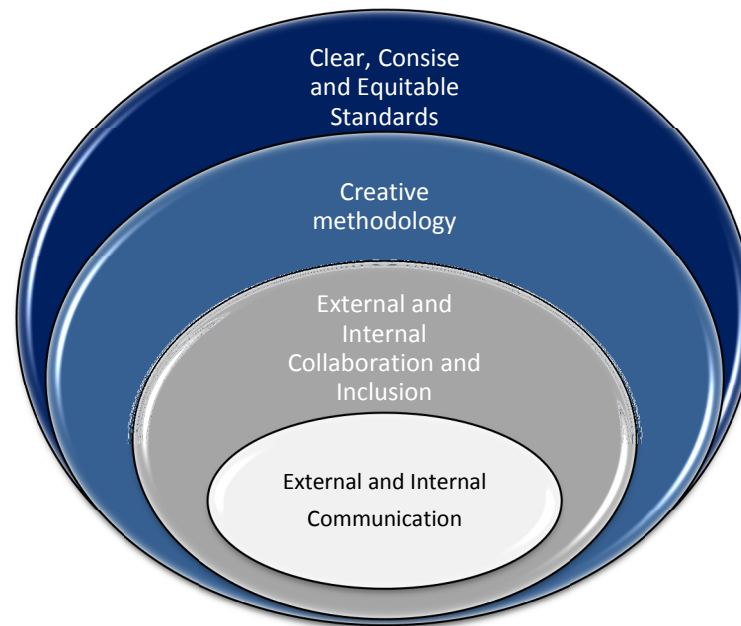 Clear, Consise
and Equitable
Standards
Creative
methodology
External and
Internal
Collaboration and
Inclusion
External and Internal
Communication